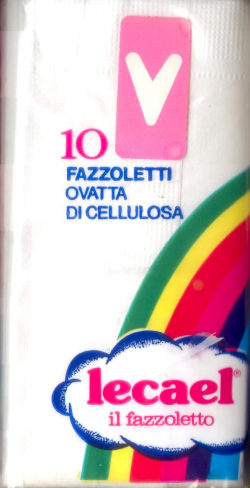 V
10
FAZZOLETTI
OVATTA
DI CELLULOSA
lecael®
il fazzoletto